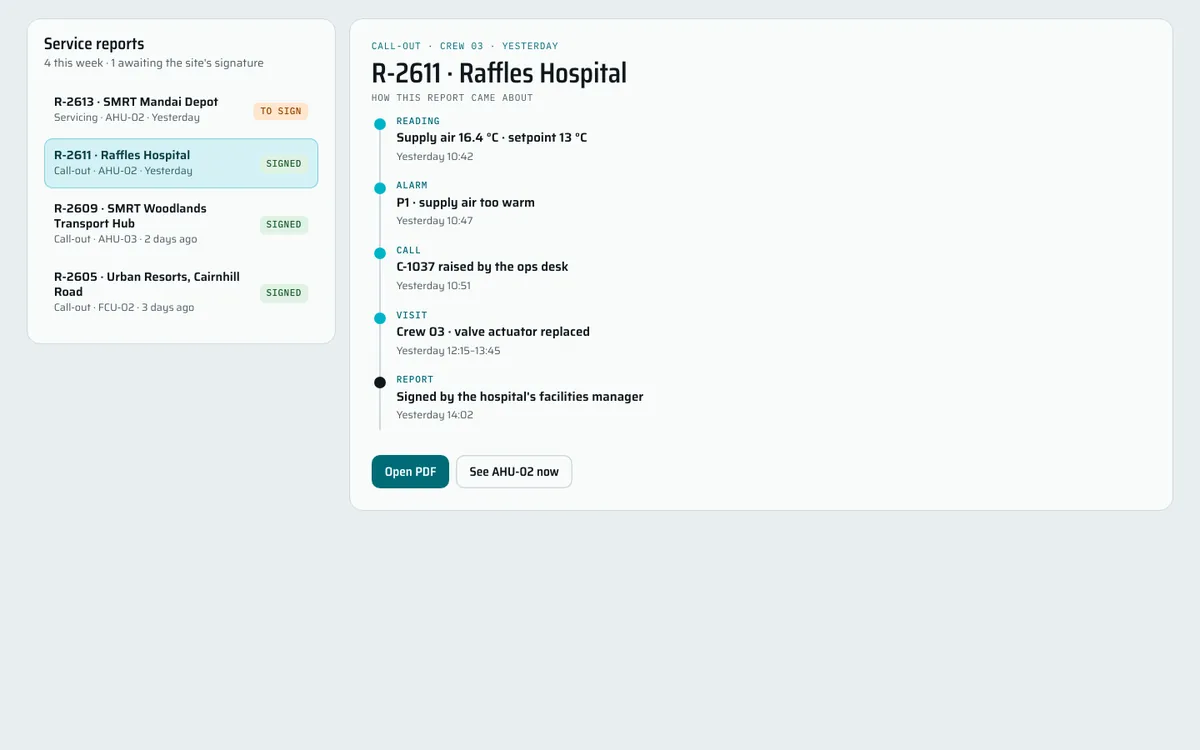 Service reports
4 this week · 1 awaiting the site's signature
R-2613 · SMRT Mandai Depot
Servicing · AHU-02 · Yesterday
TO SIGN
R-2611 · Raffles Hospital
Call-out · AHU-02 · Yesterday
SIGNED
R-2609 · SMRT Woodlands
Transport Hub
Call-out · AHU-03 · 2 days ago
SIGNED
R-2605 · Urban Resorts, Cairnhill
Road
Call-out · FCU-02 · 3 days ago
SIGNED
CALL-OUT · CREW 03 · YESTERDAY
R-2611 · Raffles Hospital
HOW THIS REPORT CAME ABOUT
READING
Supply air 16.4 °C · setpoint 13 °C
Yesterday 10:42
ALARM
P1 · supply air too warm
Yesterday 10:47
CALL
C-1037 raised by the ops desk
Yesterday 10:51
VISIT
Crew 03 · valve actuator replaced
Yesterday 12:15–13:45
REPORT
Signed by the hospital's facilities manager
Yesterday 14:02
Open PDF
See AHU-02 now